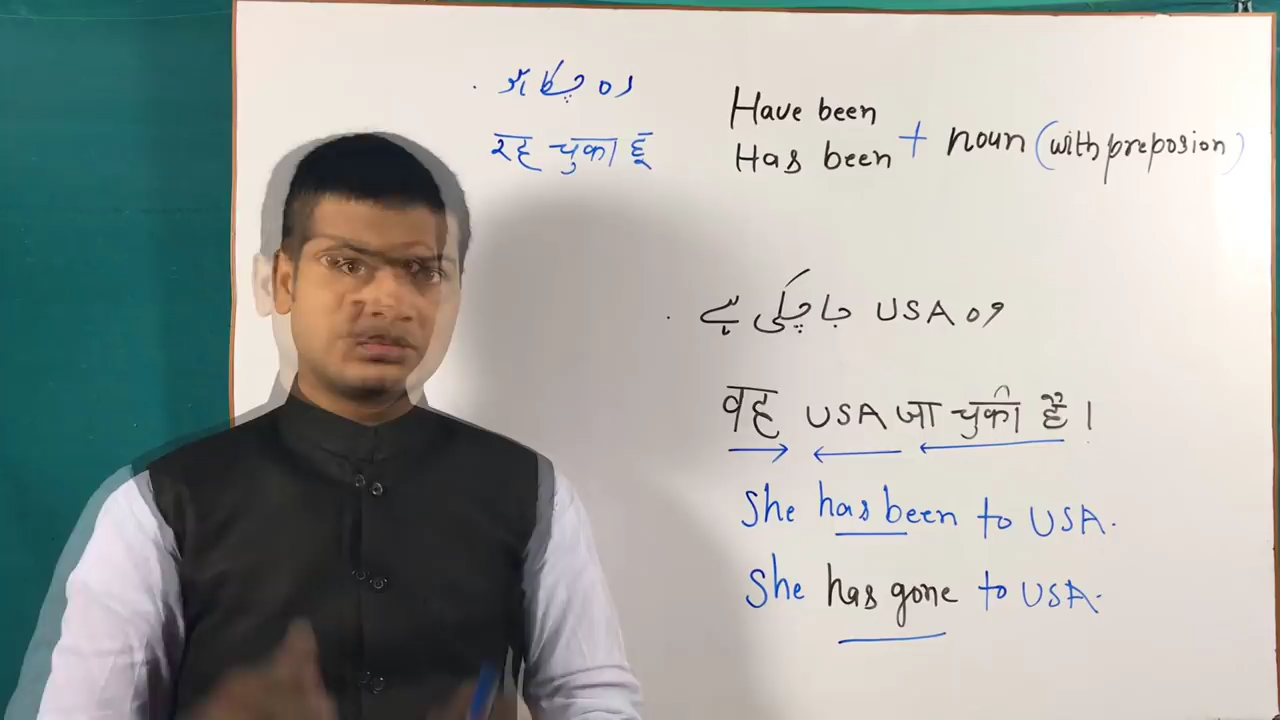 رہ چکا ہوں
रह चुका हूँ
Have been
Has been + noun (with preposion)
وہ USA جا چکی ہے
वह USA जा चुकी है।
She has been to USA.
She has gone to USA.